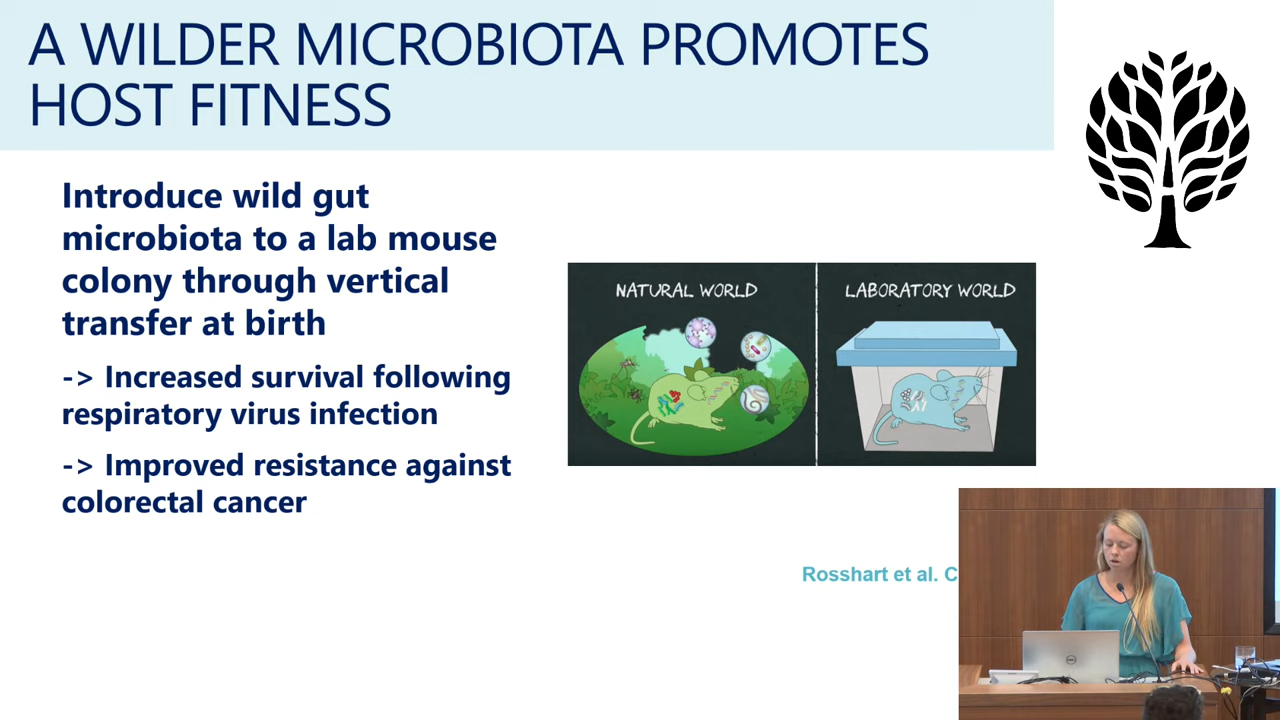 A WILDER MICROBIOTA PROMOTES
HOST FITNESS
Introduce wild gut
microbiota to a lab mouse
colony through vertical
transfer at birth
-> Increased survival following
respiratory virus infection
-> Improved resistance against
colorectal cancer
NATURAL WORLD
LABORATORY WORLD
Rosshart et al. C
DELL